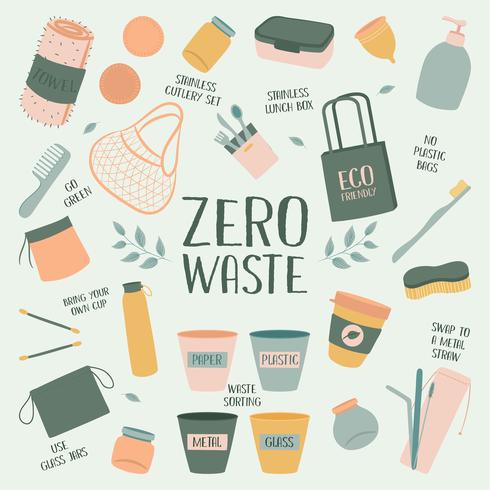 TOWEL
STAINLESS
CUTLERY SET
STAINLESS
LUNCH BOX
NO
PLASTIC
BAGS
GO
GREEN
ECO
FRIENDLY
ZERO
WASTE
BRING YOUR
OWN CUP
PAPER
PLASTIC
SWAP TO
A METAL
STRAW
WASTE
SORTING
METAL
GLASS
USE
GLASS JARS